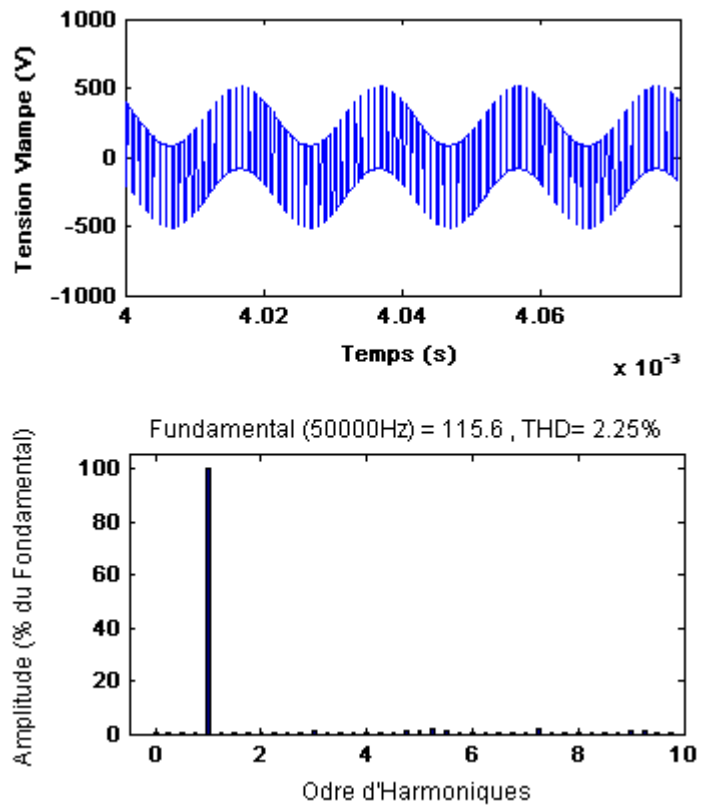 1000
500
0
-500
-1000
Tension Vlampe (V)
4 4.02 4.04 4.06
Temps (s)
x 10-3
Fundamental (50000Hz) = 115.6 , THD= 2.25%
100
80
60
40
20
0
Amplitude (% du Fondamental)
0 2 4 6 8 10
Odre d'Harmoniques